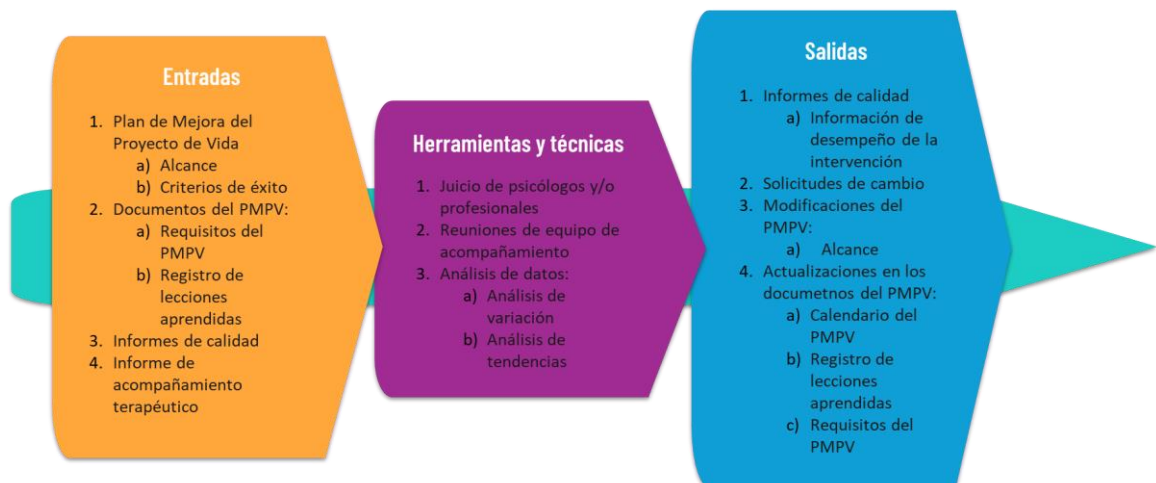 Entradas
1. Plan de Mejora del
Proyecto de Vida
a) Alcance
b) Criterios de éxito
2. Documentos del PMPV:
a) Requisitos del
PMPV
b) Registro de
lecciones
aprendidas
3. Informes de calidad
4. Informe de
acompañamiento
terapéutico
Herramientas y técnicas
1. Juicio de psicólogos y/o
profesionales
2. Reuniones de equipo de
acompañamiento
3. Análisis de datos:
a) Análisis de
variación
b) Análisis de
tendencias
Salidas
1. Informes de calidad
a) Información de
desempeño de la
intervención
2. Solicitudes de cambio
3. Modificaciones del
PMPV:
a) Alcance
4. Actualizaciones en los
documetnos del PMPV:
a) Calendario del
PMPV
b) Registro de
lecciones
aprendidas
c) Requisitos del
PMPV